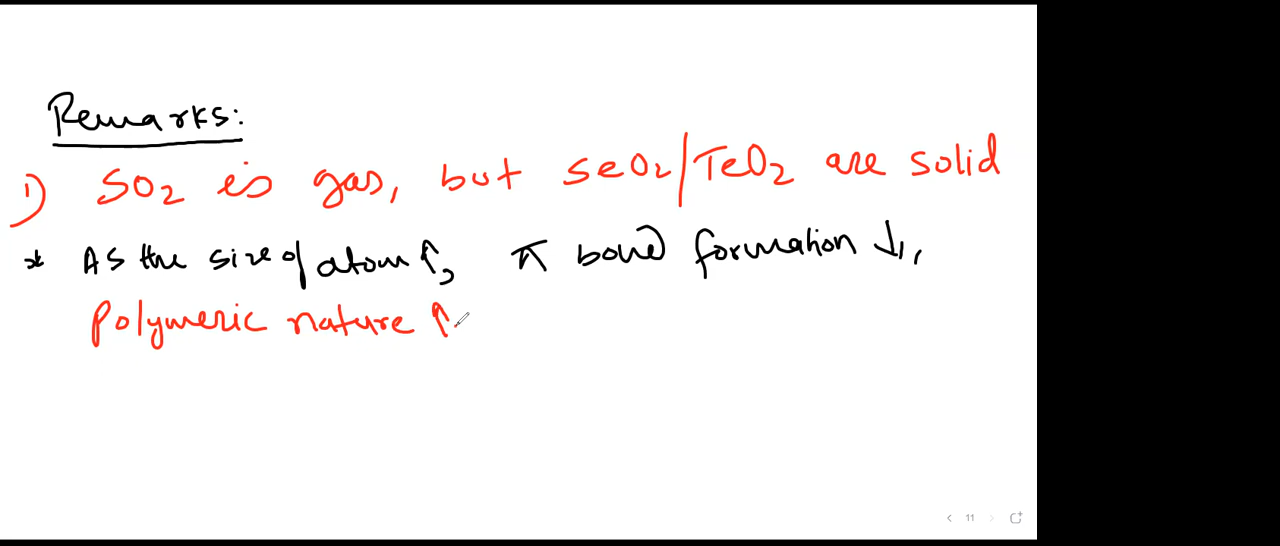 Remarks:
1) SO2 is gas, but SeO2/TeO2 are solid
* As the size of atom ↑, π bond formation ↓,
Polymeric nature ↑
< 11 >